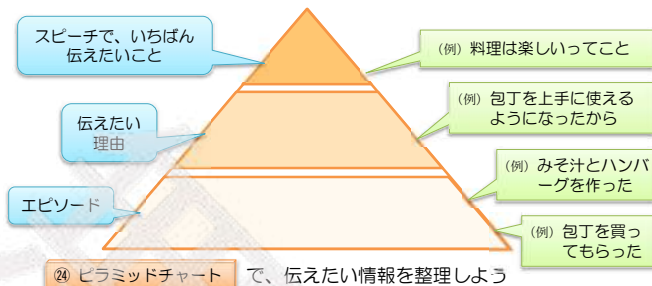 スピーチで、いちばん
伝えたいこと
(例) 料理は楽しいってこと
(例) 包丁を上手に使える
ようになったから
伝えたい
理由
(例) みそ汁とハンバ
ーグを作った
エピソード
(例) 包丁を買っ
てもらった
㉔ ピラミッドチャート で、伝えたい情報を整理しよう